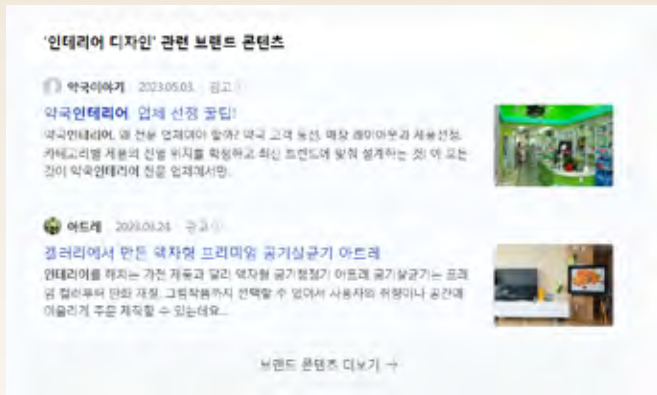 '인테리어 디자인' 관련 브랜드 콘텐츠
약국이야기 2023.05.03. 광고
약국인테리어 업체 선정 꿀팁!
약국인테리어, 왜 전문 업체여야 할까? 약국 고객 동선, 매장 레이아웃과 제품선정,
카테고리별 제품의 진열 위치를 확정하고 최신 트렌드에 맞춰 설계하는 것! 이 모든
것이 약국인테리어 전문 업체에서만..
아트레 2023.03.24. 광고
갤러리에서 만든 액자형 프리미엄 공기살균기 아트레
인테리어를 해치는 가전 제품과 달리 액자형 공기청정기 아트레 공기살균기는 프레
임 컬러부터 전화 재질, 그림작품까지 선택할 수 있어서 사용자의 취향이나 공간에
어울리게 주문 제작할 수 있는데요...
브랜드 콘텐츠 더보기 →